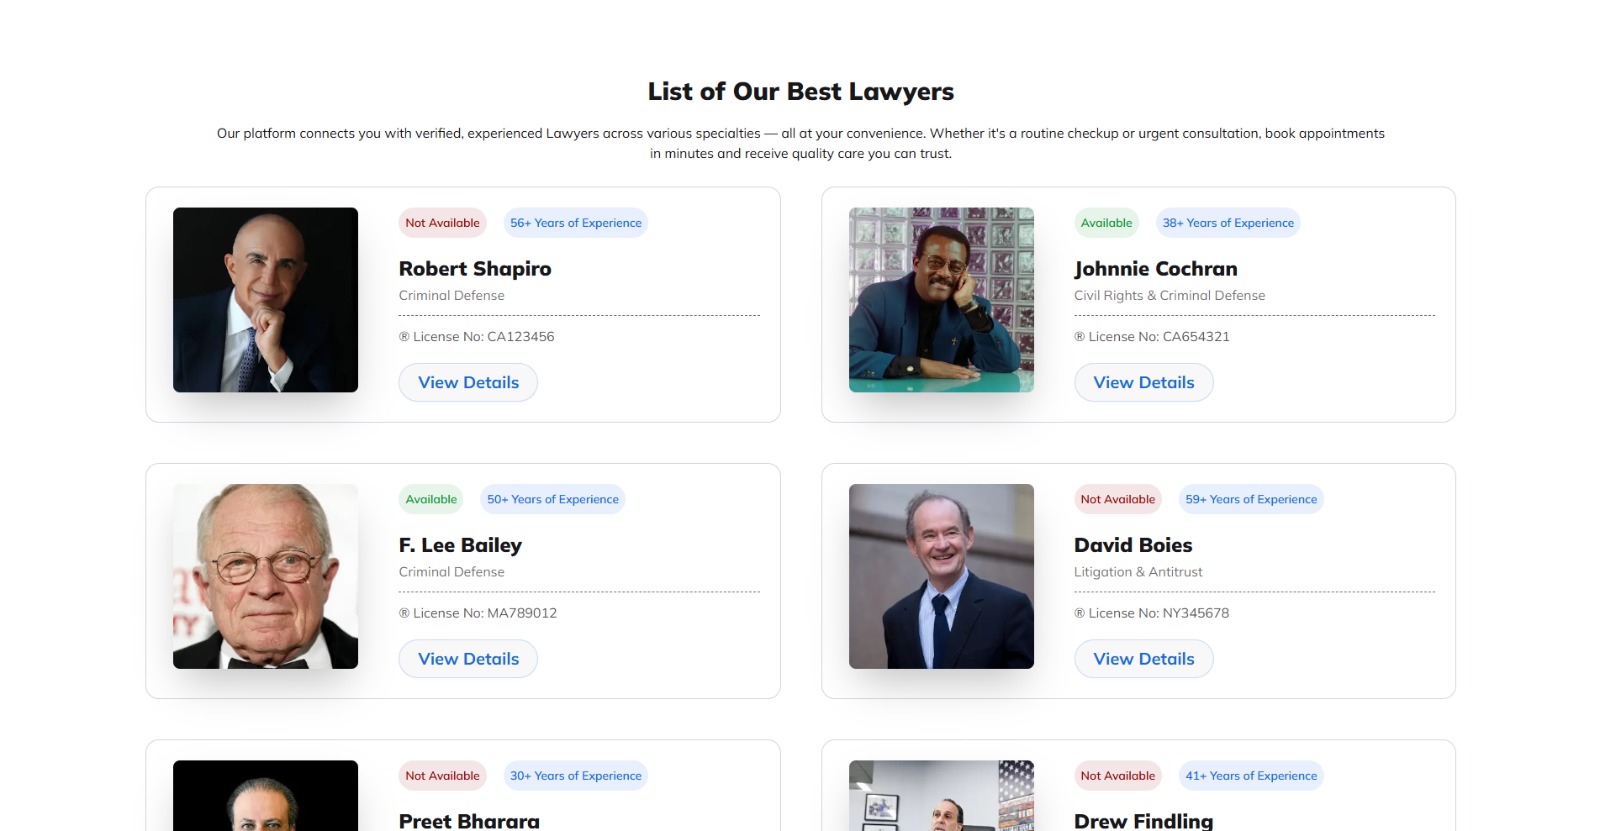 List of Our Best Lawyers
Our platform connects you with verified, experienced Lawyers across various specialties — all at your convenience. Whether it's a routine checkup or urgent consultation, book appointments
in minutes and receive quality care you can trust.
Not Available
56+ Years of Experience
Robert Shapiro
Criminal Defense
® License No: CA123456
View Details
Available
38+ Years of Experience
Johnnie Cochran
Civil Rights & Criminal Defense
® License No: CA654321
View Details
Available
50+ Years of Experience
F. Lee Bailey
Criminal Defense
® License No: MA789012
View Details
Not Available
59+ Years of Experience
David Boies
Litigation & Antitrust
® License No: NY345678
View Details
Not Available
30+ Years of Experience
Preet Bharara
Not Available
41+ Years of Experience
Drew Findling